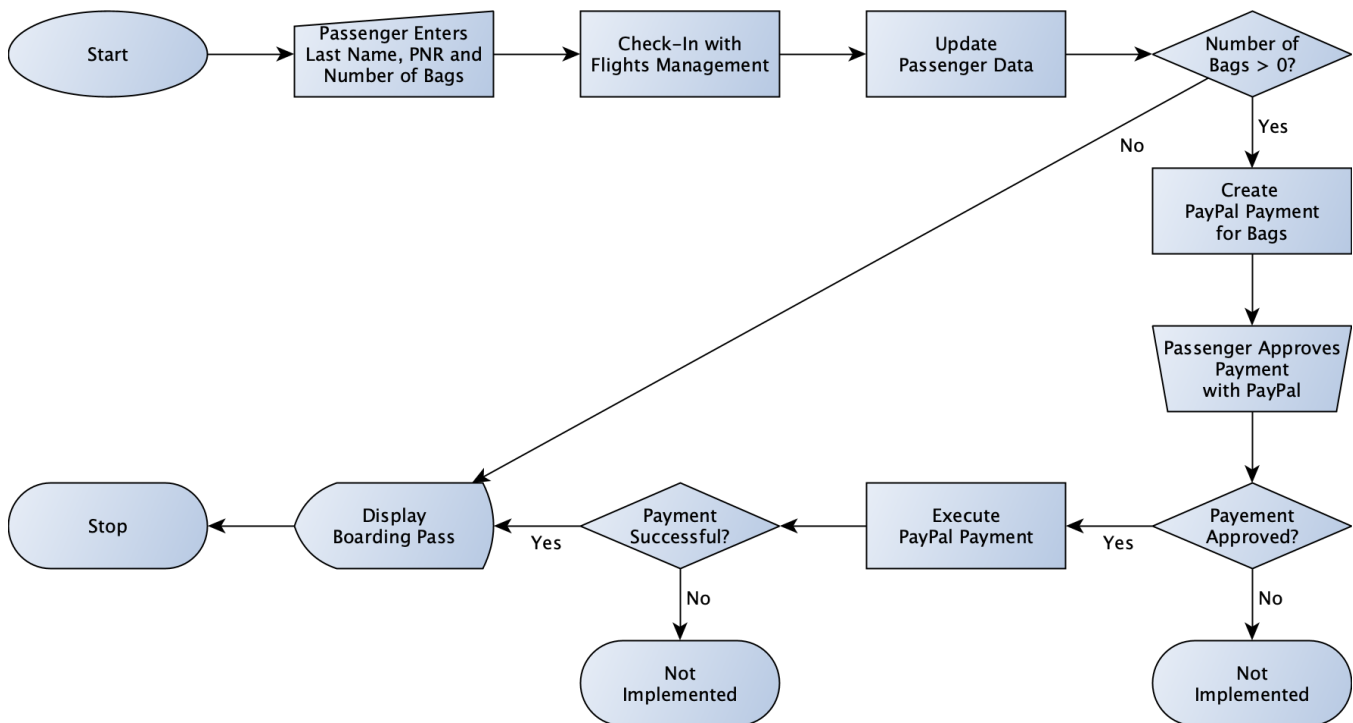 Start
Passenger Enters
Last Name, PNR and
Number of Bags
Check-In with
Flights Management
Update
Passenger Data
Number of
Bags > 0?
No
Yes
Create
PayPal Payment
for Bags
Passenger Approves
Payment
with PayPal
Payement
Approved?
Yes
No
Not
Implemented
Execute
PayPal Payment
Payment
Successful?
Yes
No
Not
Implemented
Display
Boarding Pass
Stop